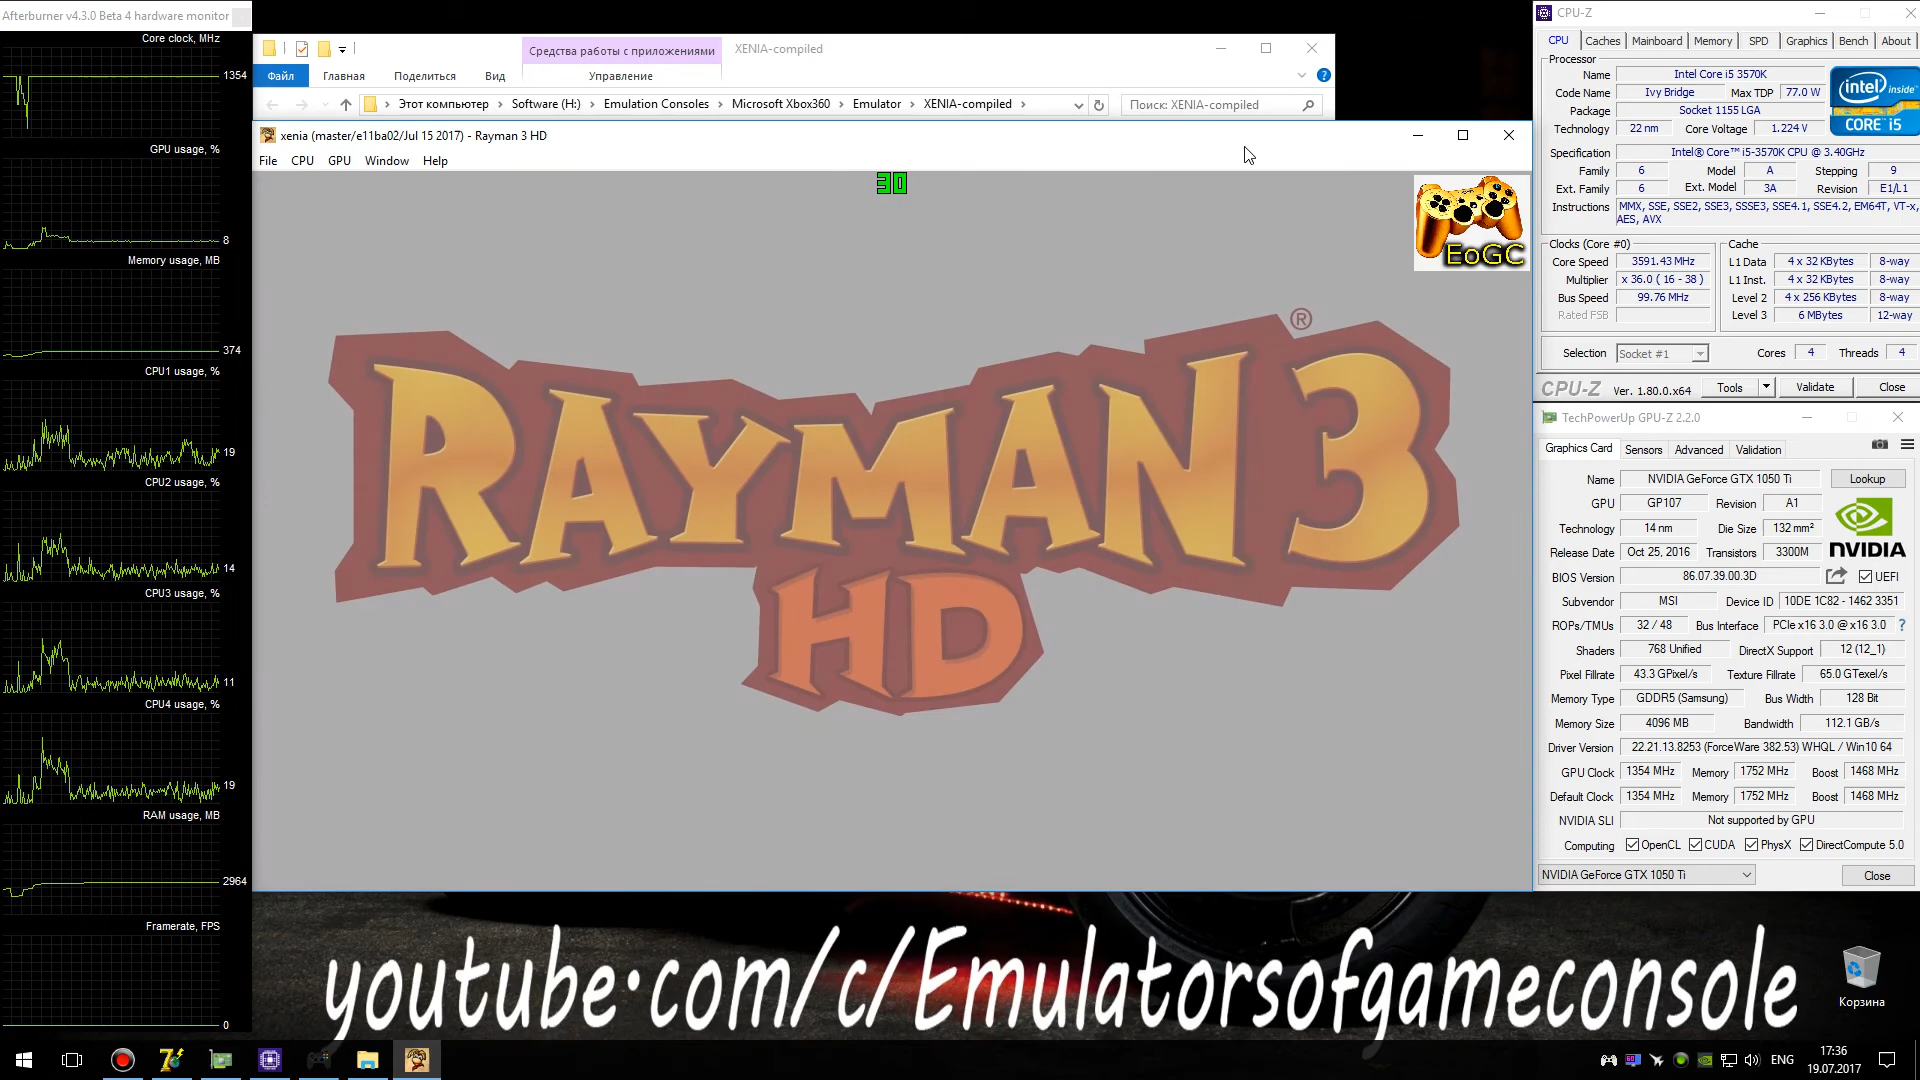 Afterburner v4.3.0 Beta 4 hardware monitor
Core clock, MHz
1354
GPU usage, %
8
Memory usage, MB
374
CPU1 usage, %
19
CPU2 usage, %
14
CPU3 usage, %
11
CPU4 usage, %
19
RAM usage, MB
2964
Framerate, FPS
0
Средства работы с приложениями XENIA-compiled
Файл Главная Поделиться Вид Управление
Этот компьютер Software (H:) Emulation Consoles Microsoft Xbox360 Emulator XENIA-compiled Поиск: XENIA-compiled
xenia (master/e11ba02/Jul 15 2017) - Rayman 3 HD
File CPU GPU Window Help
30
EoGC
RAYMAN 3 ®
HD
CPU-Z
CPU Caches Mainboard Memory SPD Graphics Bench About
Processor
Name Intel Core i5 3570K
Code Name Ivy Bridge Max TDP 77.0 W
Package Socket 1155 LGA
Technology 22 nm Core Voltage 1.224 V
intel inside
CORE i5
Specification Intel® Core™ i5-3570K CPU @ 3.40GHz
Family 6 Model A Stepping 9
Ext. Family 6 Ext. Model 3A Revision E1/L1
Instructions MMX, SSE, SSE2, SSE3, SSSE3, SSE4.1, SSE4.2, EM64T, VT-x,
AES, AVX
Clocks (Core #0) Cache
Core Speed 3591.43 MHz L1 Data 4 x 32 KBytes 8-way
Multiplier x 36.0 ( 16 - 38 ) L1 Inst. 4 x 32 KBytes 8-way
Bus Speed 99.76 MHz Level 2 4 x 256 KBytes 8-way
Rated FSB Level 3 6 MBytes 12-way
Selection Socket #1 Cores 4 Threads 4
CPU-Z Ver. 1.80.0.x64 Tools Validate Close
TechPowerUp GPU-Z 2.2.0
Graphics Card Sensors Advanced Validation
Name NVIDIA GeForce GTX 1050 Ti Lookup
GPU GP107 Revision A1
Technology 14 nm Die Size 132 mm²
Release Date Oct 25, 2016 Transistors 3300M
NVIDIA
BIOS Version 86.07.39.00.3D UEFI
Subvendor MSI Device ID 10DE 1C82 - 1462 3351
ROPs/TMUs 32 / 48 Bus Interface PCIe x16 3.0 @ x16 3.0 ?
Shaders 768 Unified DirectX Support 12 (12_1)
Pixel Fillrate 43.3 GPixel/s Texture Fillrate 65.0 GTexel/s
Memory Type GDDR5 (Samsung) Bus Width 128 Bit
Memory Size 4096 MB Bandwidth 112.1 GB/s
Driver Version 22.21.13.8253 (ForceWare 382.53) WHQL / Win10 64
GPU Clock 1354 MHz Memory 1752 MHz Boost 1468 MHz
Default Clock 1354 MHz Memory 1752 MHz Boost 1468 MHz
NVIDIA SLI Not supported by GPU
Computing OpenCL CUDA PhysX DirectCompute 5.0
NVIDIA GeForce GTX 1050 Ti Close
youtube.com/c/Emulatorsofgameconsole
Корзина
ENG 17:36
19.07.2017